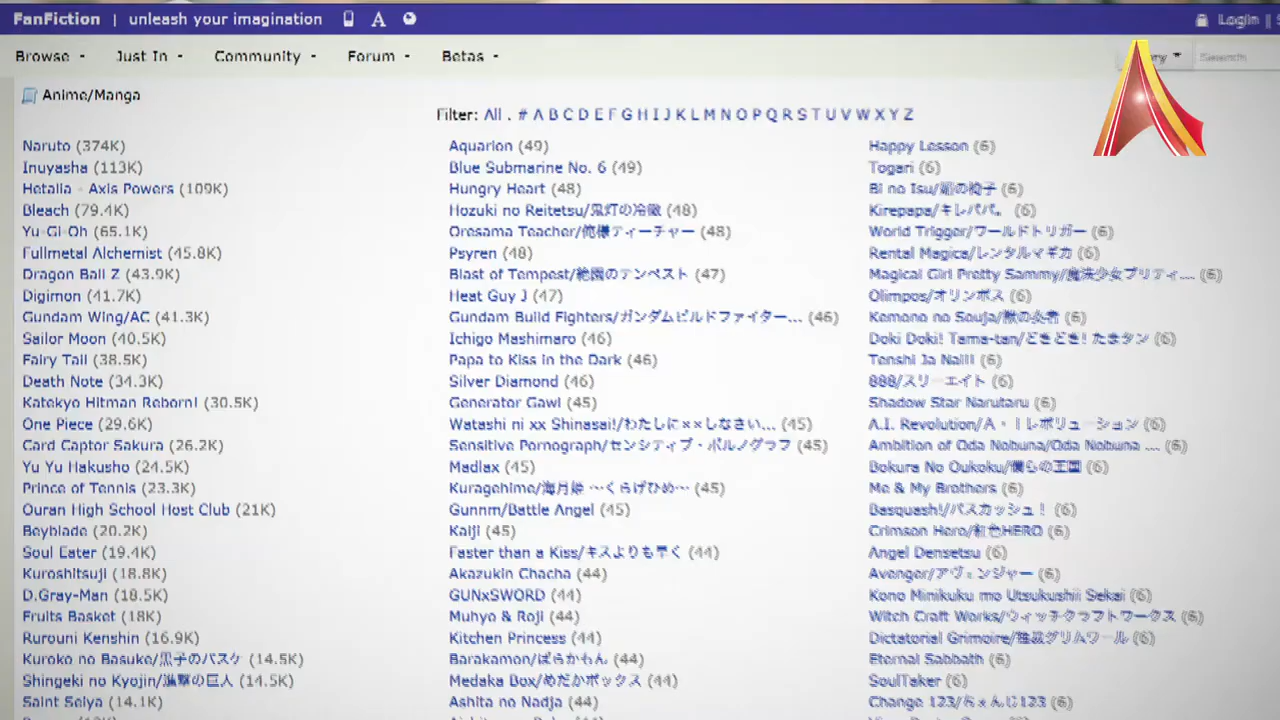 FanFiction | unleash your imagination
Login
Browse
Just In
Community
Forum
Betas
Search
Anime/Manga
Filter: All . # A B C D E F G H I J K L M N O P Q R S T U V W X Y Z
Naruto (374K)
Inuyasha (113K)
Hetalia - Axis Powers (109K)
Bleach (79.4K)
Yu-Gi-Oh (65.1K)
Fullmetal Alchemist (45.8K)
Dragon Ball Z (43.9K)
Digimon (41.7K)
Gundam Wing/AC (41.3K)
Sailor Moon (40.5K)
Fairy Tail (38.5K)
Death Note (34.3K)
Katekyo Hitman Reborn! (30.5K)
One Piece (29.6K)
Card Captor Sakura (26.2K)
Yu Yu Hakusho (24.5K)
Prince of Tennis (23.3K)
Ouran High School Host Club (21K)
Beyblade (20.2K)
Soul Eater (19.4K)
Kuroshitsuji (18.8K)
D.Gray-Man (18.5K)
Fruits Basket (18K)
Rurouni Kenshin (16.9K)
Kuroko no Basuke/黒子のバスケ (14.5K)
Shingeki no Kyojin/進撃の巨人 (14.5K)
Saint Seiya (14.1K)
Aquarion (49)
Blue Submarine No. 6 (49)
Hungry Heart (48)
Hozuki no Reitetsu/鬼灯の冷徹 (48)
Oresama Teacher/俺様ティーチャー (48)
Psyren (48)
Blast of Tempest/絶園のテンペスト (47)
Heat Guy J (47)
Gundam Build Fighters/ガンダムビルドファイター... (46)
Ichigo Mashimaro (46)
Papa to Kiss in the Dark (46)
Silver Diamond (46)
Generator Gawl (45)
Watashi ni xx Shinasai!/わたしに××しなさい... (45)
Sensitive Pornograph/センシティブ・ポルノグラフ (45)
Madlax (45)
Kuragehime/海月姫 ～くらげひめ… (45)
Gunnm/Battle Angel (45)
Kaiji (45)
Faster than a Kiss/キスよりも早く (44)
Akazukin Chacha (44)
GUNxSWORD (44)
Muhyo & Roji (44)
Kitchen Princess (44)
Barakamon/ばらかもん (44)
Medaka Box/めだかボックス (44)
Ashita no Nadja (44)
Happy Lesson (6)
Togari (6)
Bi no Isu/媚の椅子 (6)
Kirepapa/キレパパ。 (6)
World Trigger/ワールドトリガー (6)
Rental Magica/レンタルマギカ (6)
Magical Girl Pretty Sammy/魔法少女プリティ.... (6)
Olimpos/オリンポス (6)
Kemono no Souja/獣の奏者 (6)
Doki Doki! Tama-tan/どきどき! たまタン (6)
Tenshi Ja Nai!! (6)
888/スリーエイト (6)
Shadow Star Narutaru (6)
A.I. Revolution/A・Iレボリューション (6)
Ambition of Oda Nobuna/Oda Nobuna .... (6)
Bokura No Oukoku/僕らの王国 (6)
Me & My Brothers (6)
Basquash!/バスカッシュ！ (6)
Crimson Hero/紅色HERO (6)
Angel Densetsu (6)
Avenger/アヴェンジャー (6)
Kono Minikuku mo Utsukushii Sekai (6)
Witch Craft Works/ウィッチクラフトワークス (6)
Dictatorial Grimoire/独裁グリムワール (6)
Eternal Sabbath (6)
SoulTaker (6)
Change 123/ちぇんじ123 (6)